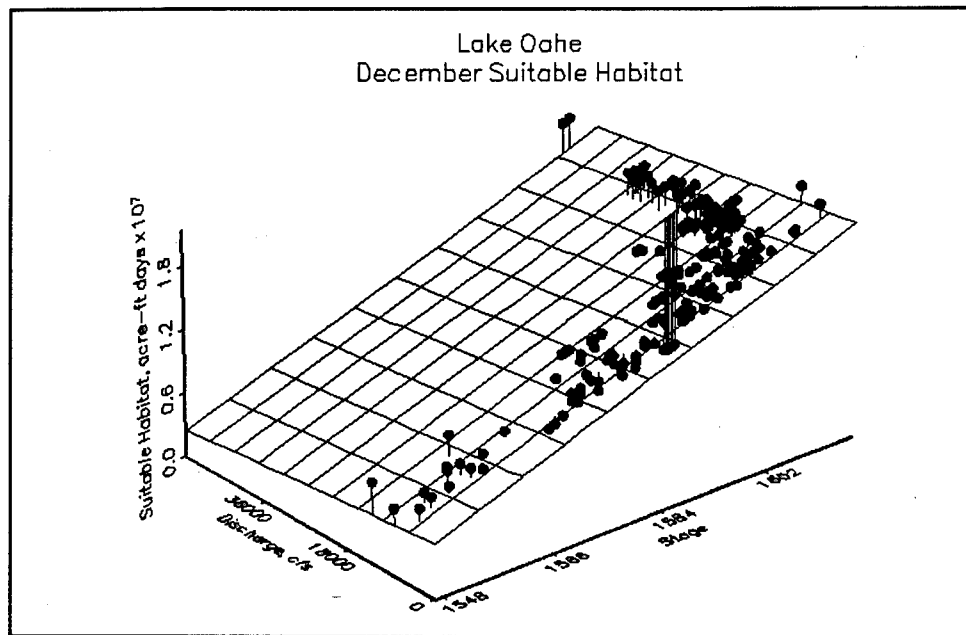 Lake Oahe
December Suitable Habitat
Suitable Habitat, acre-ft days x 10⁷
1.8
1.2
0.6
0.0
36000
18000
0
Discharge, cfs
1548
1566
1584
1602
Stage